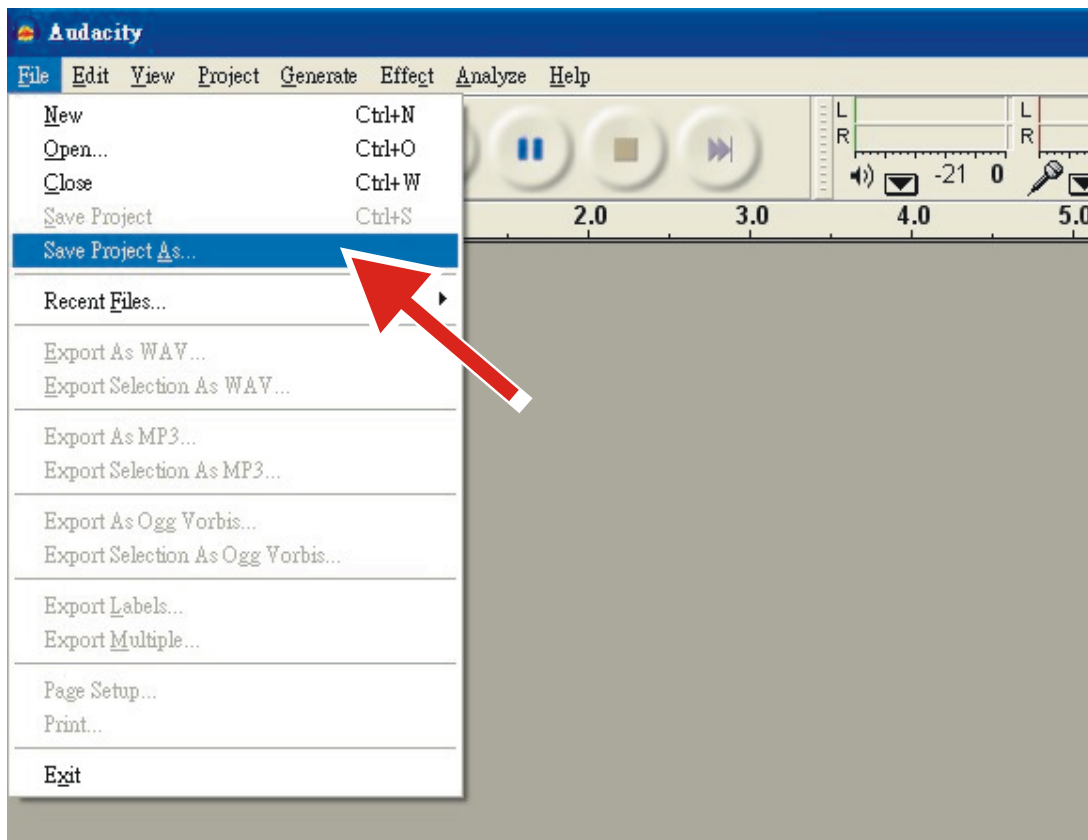 Audacity
File Edit View Project Generate Effect Analyze Help
New Ctrl+N
Open... Ctrl+O
Close Ctrl+W
Save Project Ctrl+S
Save Project As...
Recent Files...
Export As WAV...
Export Selection As WAV...
Export As MP3...
Export Selection As MP3...
Export As Ogg Vorbis...
Export Selection As Ogg Vorbis...
Export Labels...
Export Multiple...
Page Setup...
Print...
Exit
L L
R R
-21 0
2.0 3.0 4.0 5.0